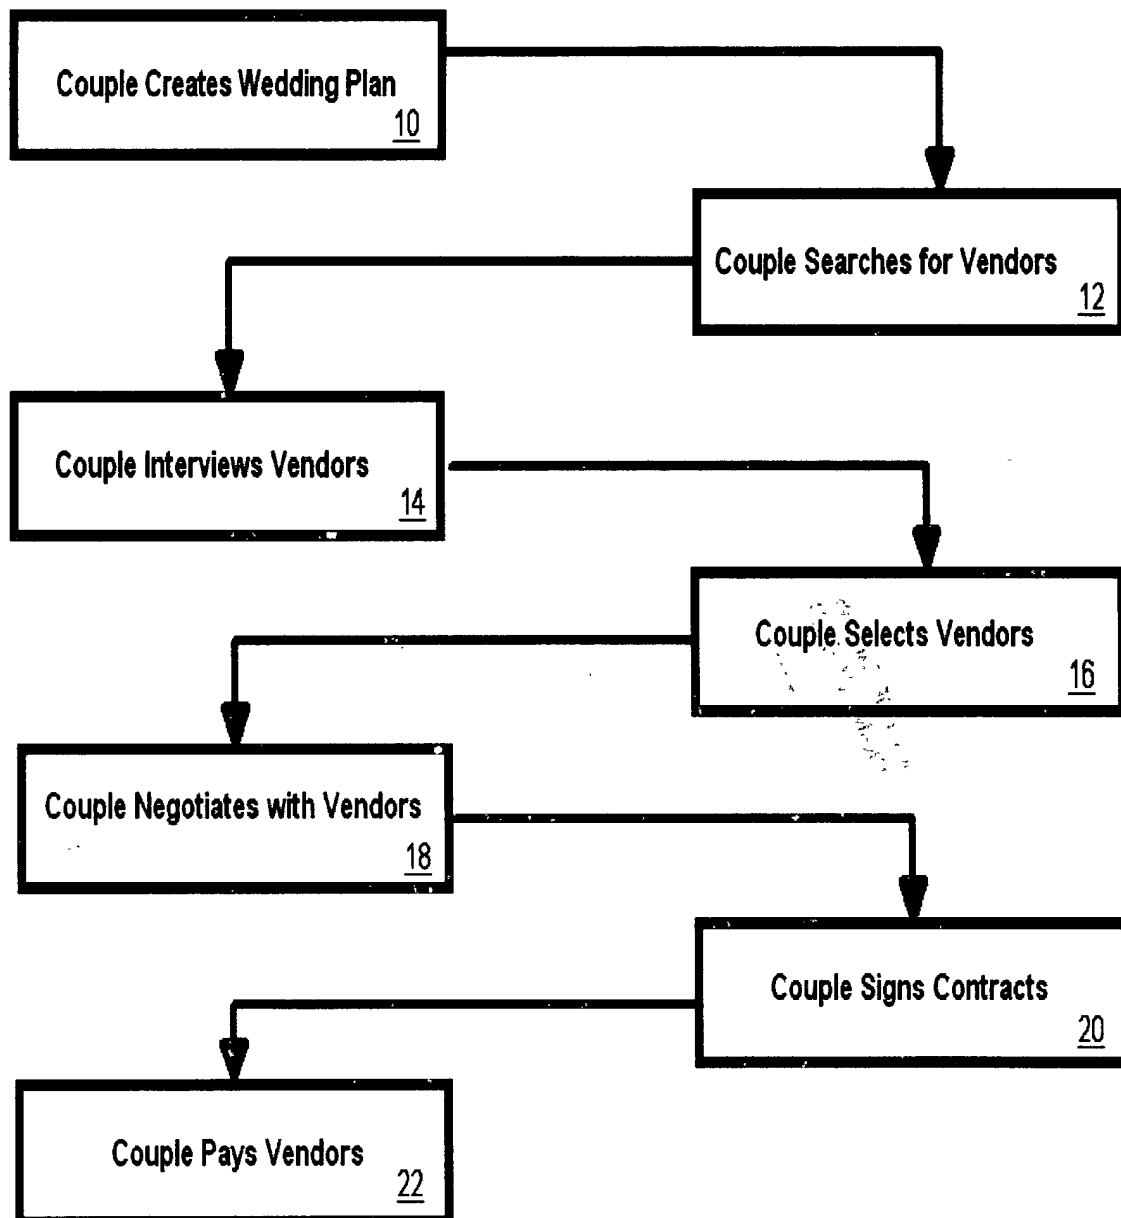 Couple Creates Wedding Plan
10
Couple Searches for Vendors
12
Couple Interviews Vendors
14
Couple Selects Vendors
16
Couple Negotiates with Vendors
18
Couple Signs Contracts
20
Couple Pays Vendors
22